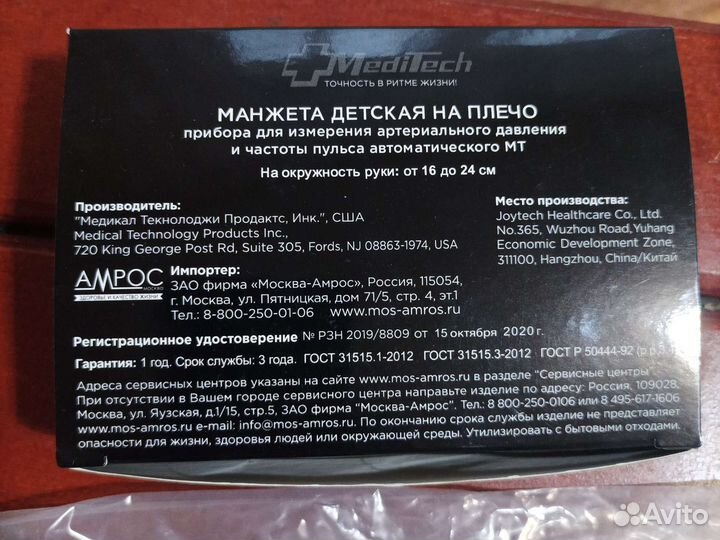 MediTech
ТОЧНОСТЬ В РИТМЕ ЖИЗНИ!
МАНЖЕТА ДЕТСКАЯ НА ПЛЕЧО
прибора для измерения артериального давления
и частоты пульса автоматического МТ
На окружность руки: от 16 до 24 см
Производитель:
"Медикал Текнолоджи Продактс, Инк.", США
Medical Technology Products Inc.,
720 King George Post Rd, Suite 305, Fords, NJ 08863-1974, USA
Место производства:
Joytech Healthcare Co., Ltd.
No.365, Wuzhou Road,Yuhang
Economic Development Zone,
311100, Hangzhou, China/Китай
АМРОС
МОСКВА
ЗДОРОВЬЕ И КАЧЕСТВО ЖИЗНИ
Импортер:
ЗАО фирма «Москва-Амрос», Россия, 115054,
г. Москва, ул. Пятницкая, дом 71/5, стр. 4, эт.1
Тел.: 8-800-250-01-06 www.mos-amros.ru
Регистрационное удостоверение № РЗН 2019/8809 от 15 октября 2020 г.
Гарантия: 1 год. Срок службы: 3 года. ГОСТ 31515.1-2012 ГОСТ 31515.3-2012 ГОСТ Р 50444-92
Адреса сервисных центров указаны на сайте www.mos-amros.ru в разделе "Сервисные центры"
При отсутствии в Вашем городе сервисного центра направьте изделие по адресу: Россия, 109028,
Москва, ул. Яузская, д.1/15, стр.5, ЗАО фирма "Москва-Амрос". Тел.: 8 800-250-0106 или 8 495-617-1606
www.mos-amros.ru e-mail: info@mos-amros.ru. По окончанию срока службы изделие не представляет
опасности для жизни, здоровья людей или окружающей среды. Утилизировать с бытовыми отходами.
Avito